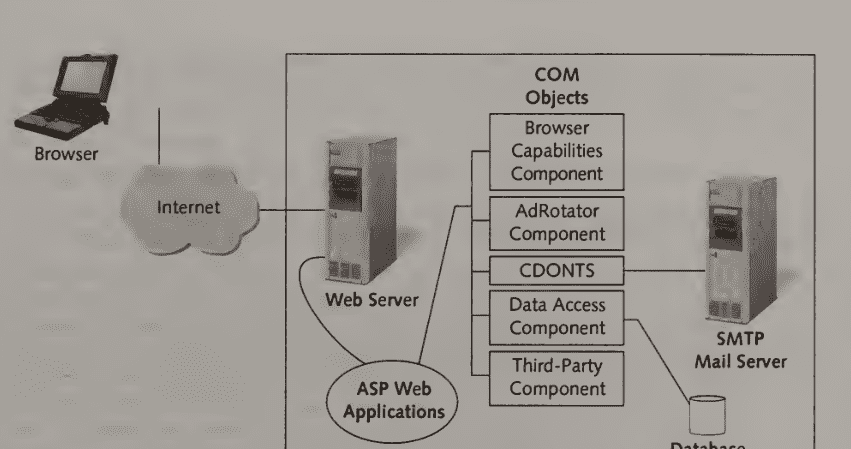 COM
Objects
Browser
Browser
Capabilities
Component
Internet
AdRotator
Component
CDONTS
Web Server
Data Access
Component
SMTP
Mail Server
Third-Party
Component
ASP Web
Applications
Database